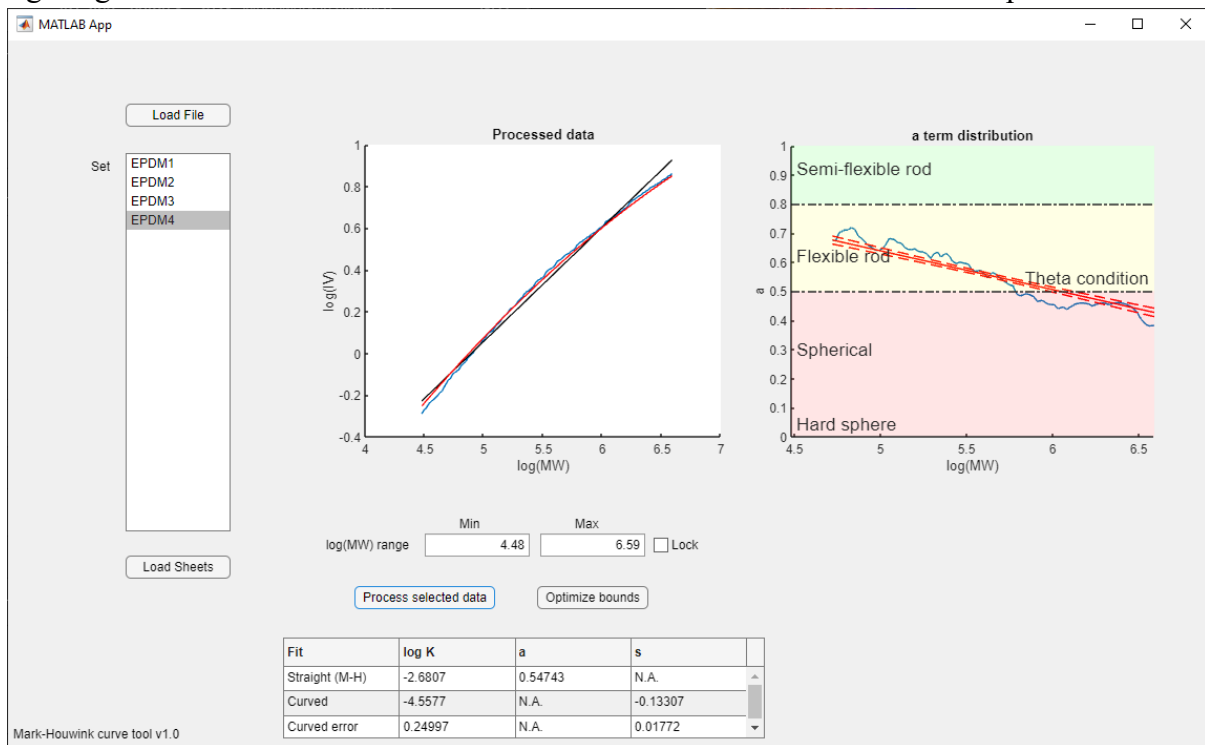 MATLAB App
Load File
Set
EPDM1
EPDM2
EPDM3
EPDM4
Load Sheets
Processed data
1
0.8
0.6
0.4
0.2
0
-0.2
-0.4
log(IV)
4
4.5
5
5.5
6
6.5
7
log(MW)
a term distribution
1
0.9
0.8
0.7
0.6
0.5
0.4
0.3
0.2
0.1
0
a
Semi-flexible rod
Flexible rod
Theta condition
Spherical
Hard sphere
4.5
5
5.5
6
6.5
log(MW)
Min
Max
log(MW) range
4.48
6.59
Lock
Process selected data
Optimize bounds
Fit log K a s
Straight (M-H) -2.6807 0.54743 N.A.
Curved -4.5577 N.A. -0.13307
Curved error 0.24997 N.A. 0.01772
Mark-Houwink curve tool v1.0